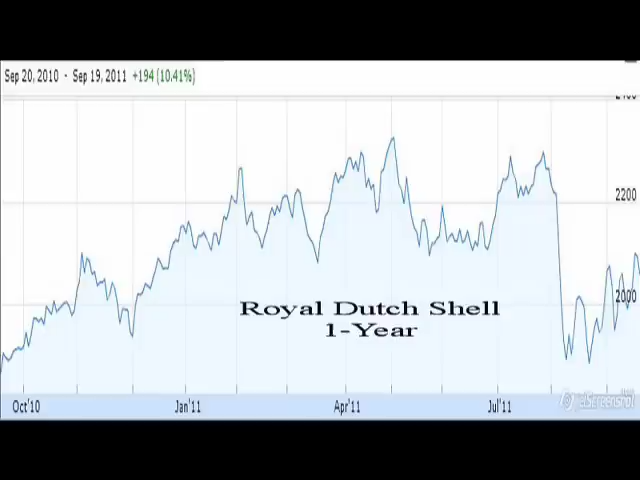 Sep 20, 2010 - Sep 19, 2011 +194 (10.41%)
2400
2200
2000
Royal Dutch Shell
1-Year
Oct'10
Jan'11
Apr'11
Jul'11